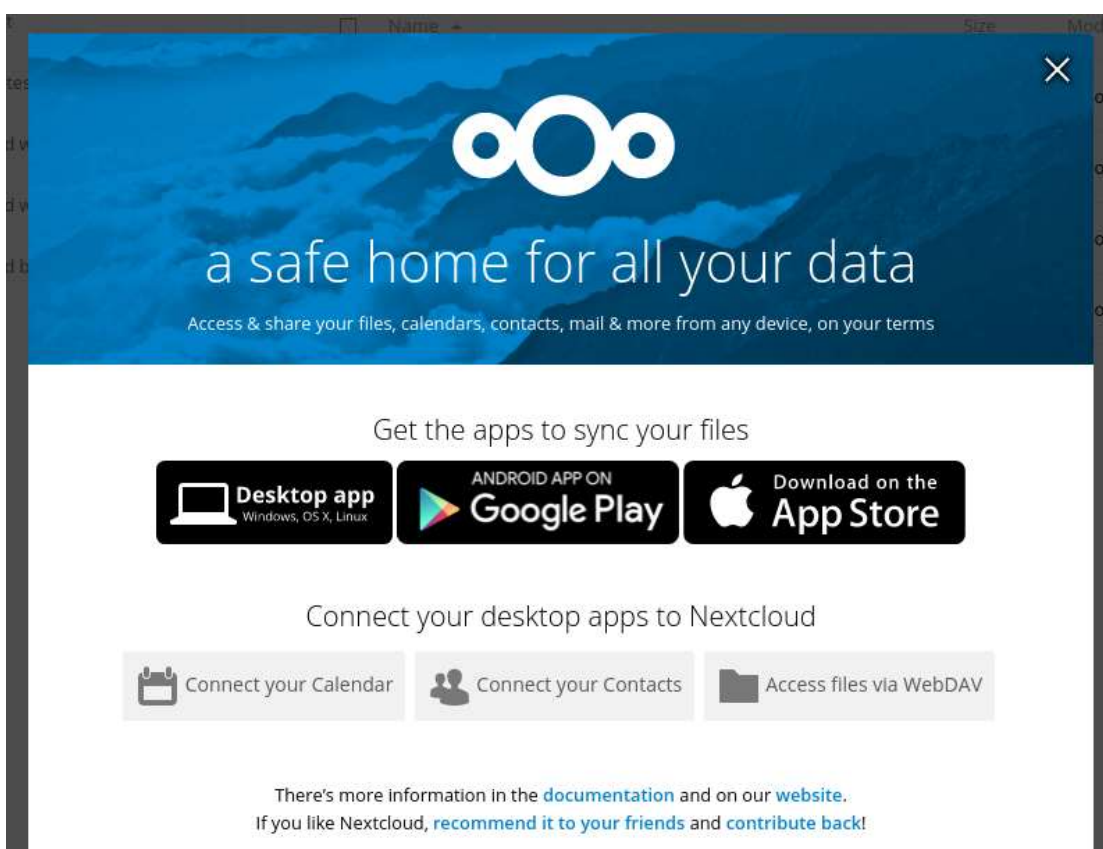 Name
Size
a safe home for all your data
Access & share your files, calendars, contacts, mail & more from any device, on your terms
Get the apps to sync your files
Desktop app
Windows, OS X, Linux
ANDROID APP ON
Google Play
Download on the
App Store
Connect your desktop apps to Nextcloud
Connect your Calendar
Connect your Contacts
Access files via WebDAV
There's more information in the documentation and on our website.
If you like Nextcloud, recommend it to your friends and contribute back!